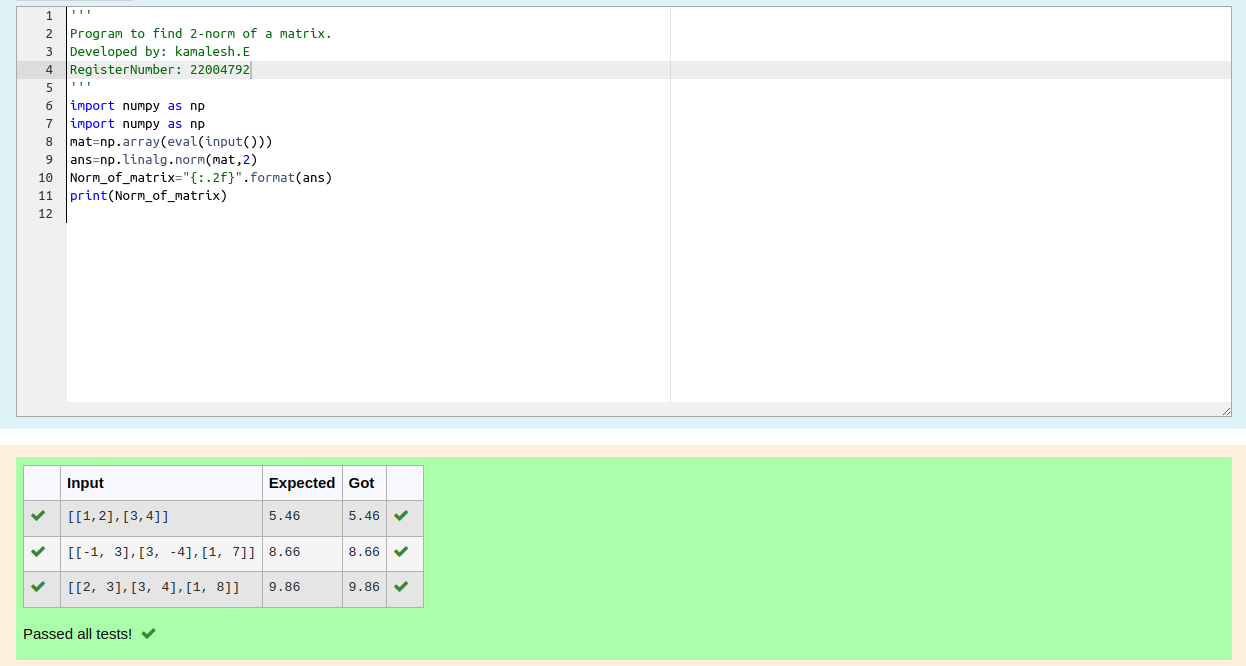 1 '''
2 Program to find 2-norm of a matrix.
3 Developed by: kamalesh.E
4 RegisterNumber: 22004792
5 '''
6 import numpy as np
7 import numpy as np
8 mat=np.array(eval(input()))
9 ans=np.linalg.norm(mat,2)
10 Norm_of_matrix="{:.2f}".format(ans)
11 print(Norm_of_matrix)
12
Input Expected Got
[[1,2],[3,4]] 5.46 5.46
[[-1, 3],[3, -4],[1, 7]] 8.66 8.66
[[2, 3],[3, 4],[1, 8]] 9.86 9.86
Passed all tests!